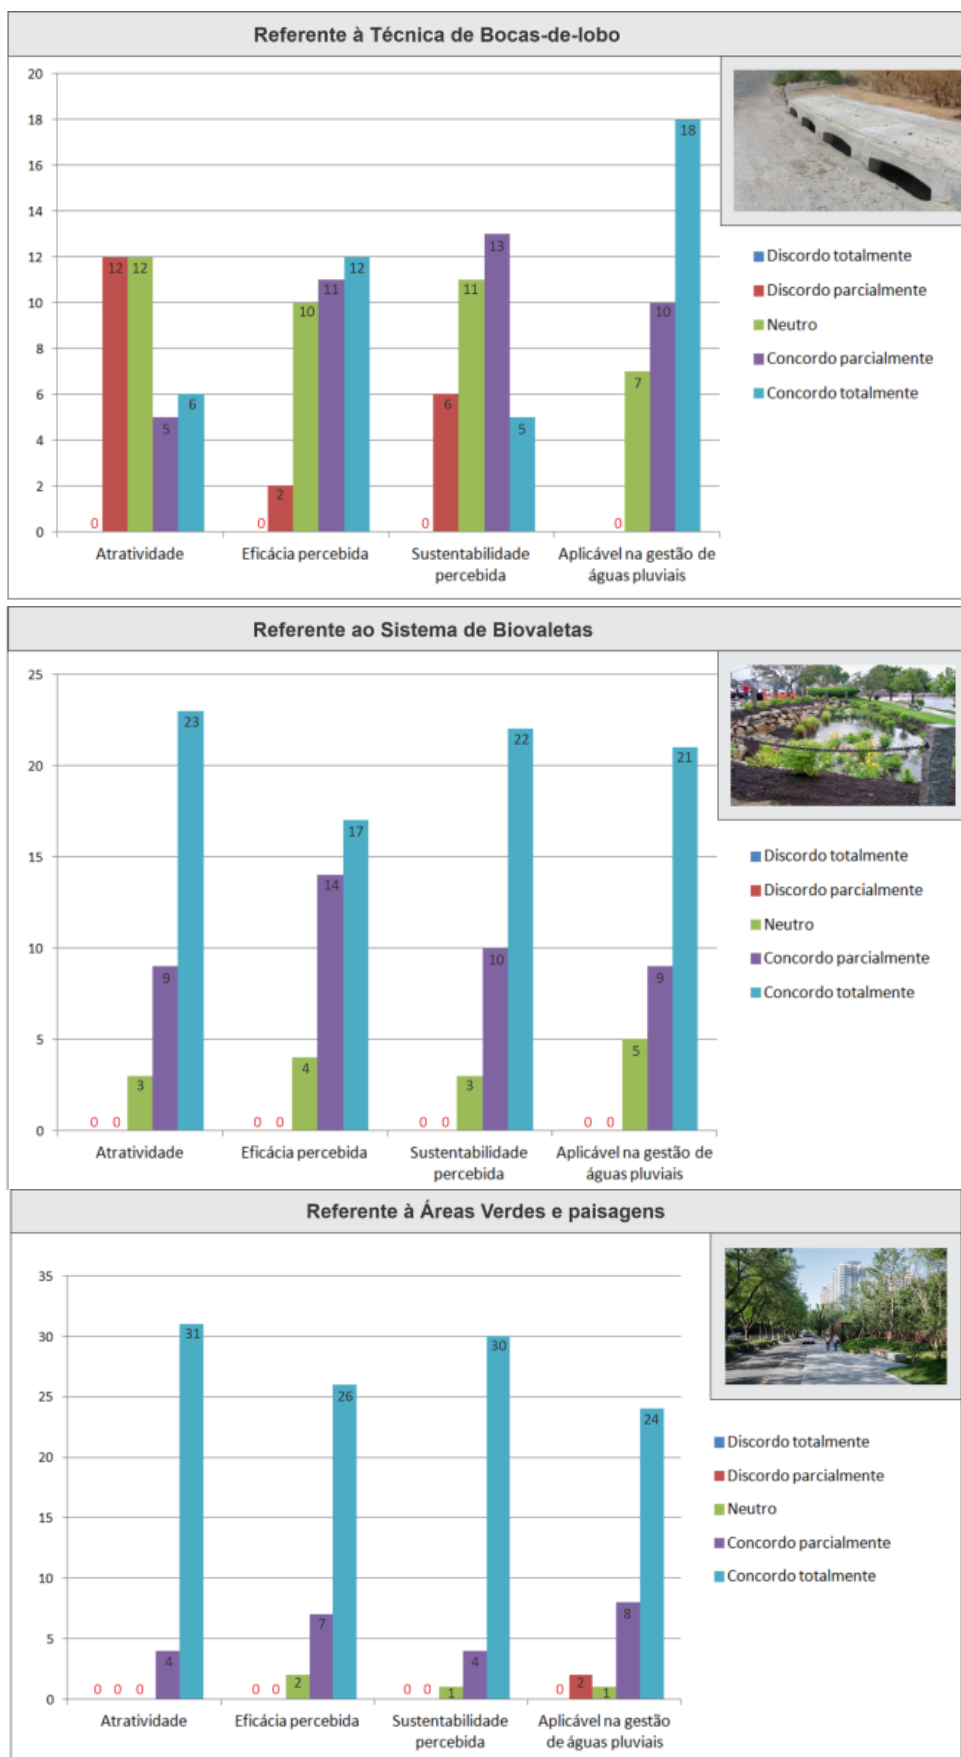 Referente à Técnica de Bocas-de-lobo
20
18
16
14
12
10
8
6
4
2
0
0
12
12
5
6
0
2
10
11
12
0
6
11
13
5
0
7
10
18
Atratividade
Eficácia percebida
Sustentabilidade
percebida
Aplicável na gestão de
águas pluviais
Discordo totalmente
Discordo parcialmente
Neutro
Concordo parcialmente
Concordo totalmente
Referente ao Sistema de Biovaletas
25
20
15
10
5
0
0
0
3
9
23
0
0
4
14
17
0
0
3
10
22
0
0
5
9
21
Atratividade
Eficácia percebida
Sustentabilidade
percebida
Aplicável na gestão de
águas pluviais
Discordo totalmente
Discordo parcialmente
Neutro
Concordo parcialmente
Concordo totalmente
Referente à Áreas Verdes e paisagens
35
30
25
20
15
10
5
0
0
0
0
4
31
0
0
2
7
26
0
0
1
4
30
0
2
1
8
24
Atratividade
Eficácia percebida
Sustentabilidade
percebida
Aplicável na gestão
de águas pluviais
Discordo totalmente
Discordo parcialmente
Neutro
Concordo parcialmente
Concordo totalmente